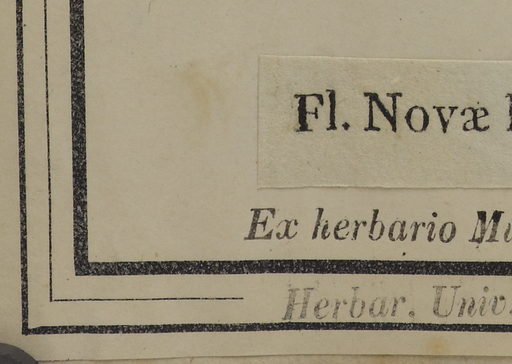 Fl. Novæ
Ex herbario
Herbar. Univ.